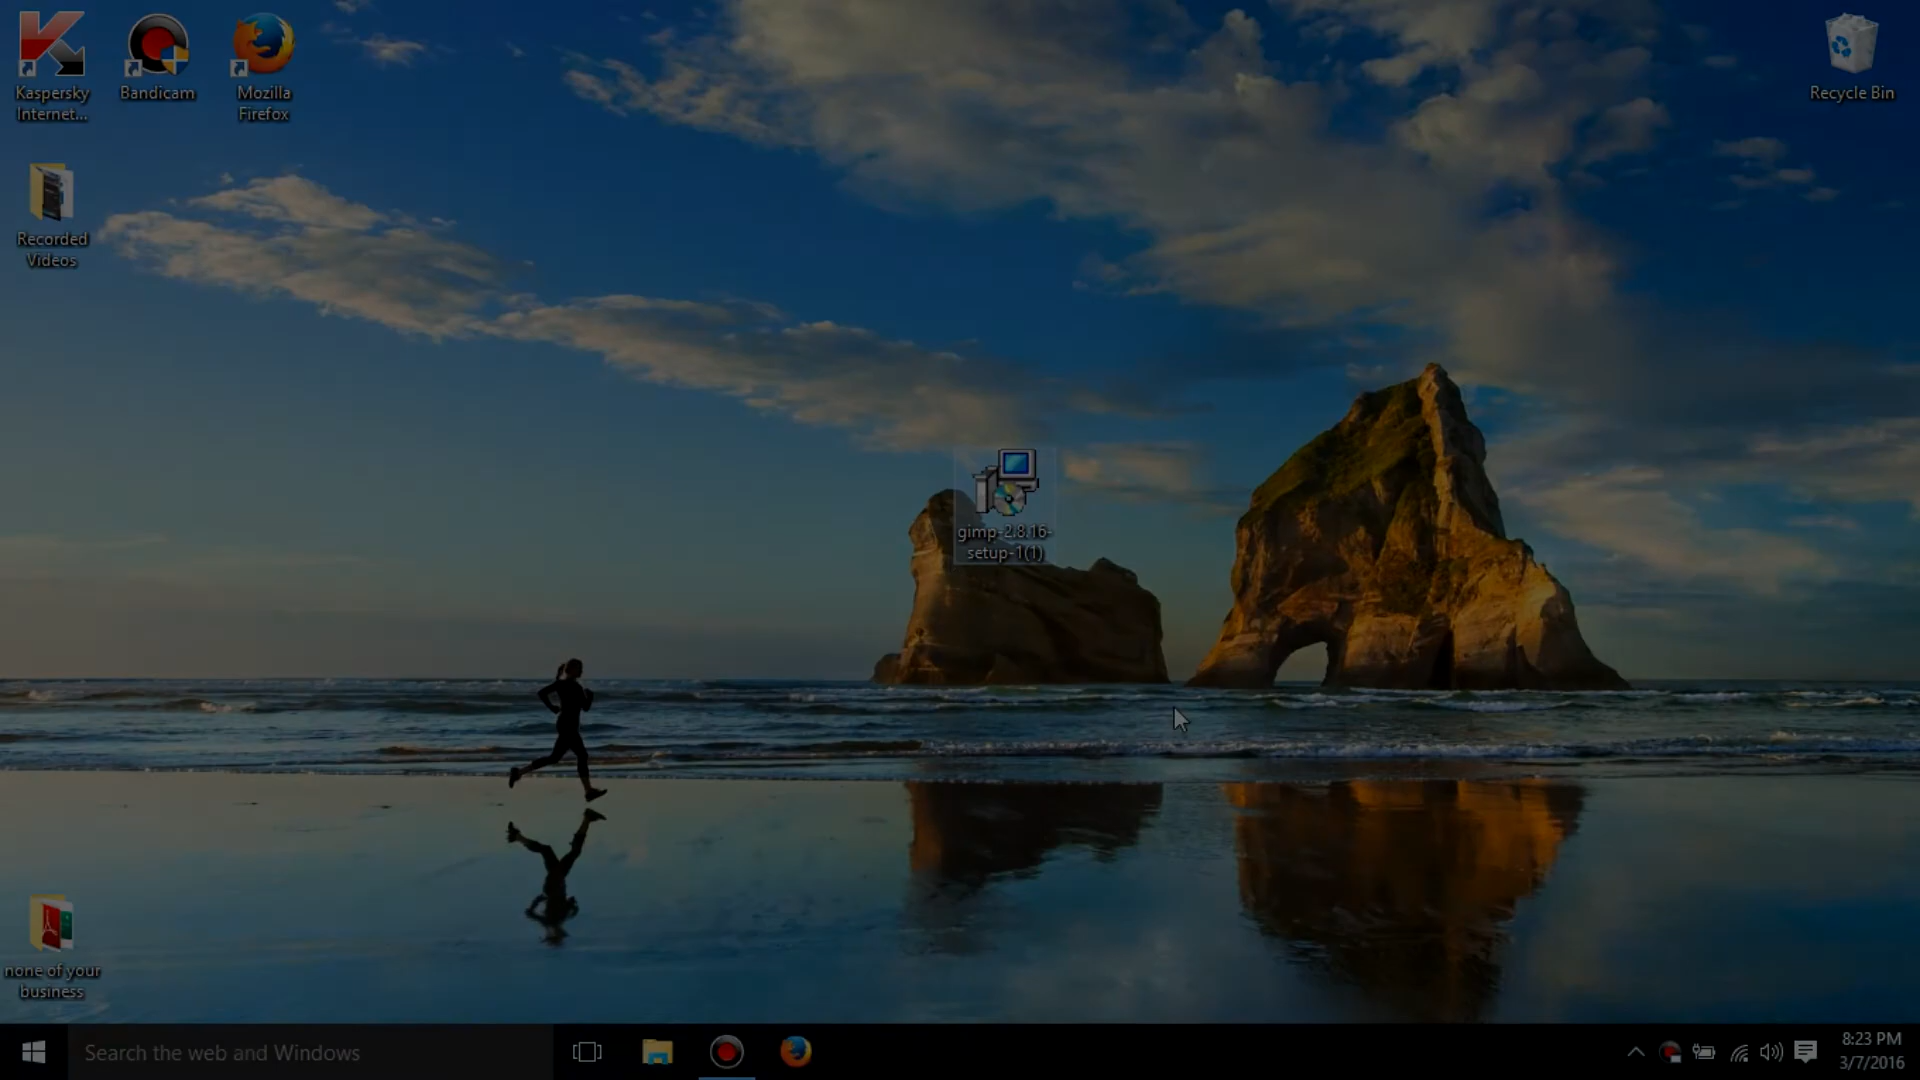 Kaspersky
Internet...
Bandicam
Mozilla
Firefox
Recycle Bin
Recorded
Videos
gimp-2.8.16-
setup-1(1)
none of your
business
Search the web and Windows
8:23 PM
3/7/2016